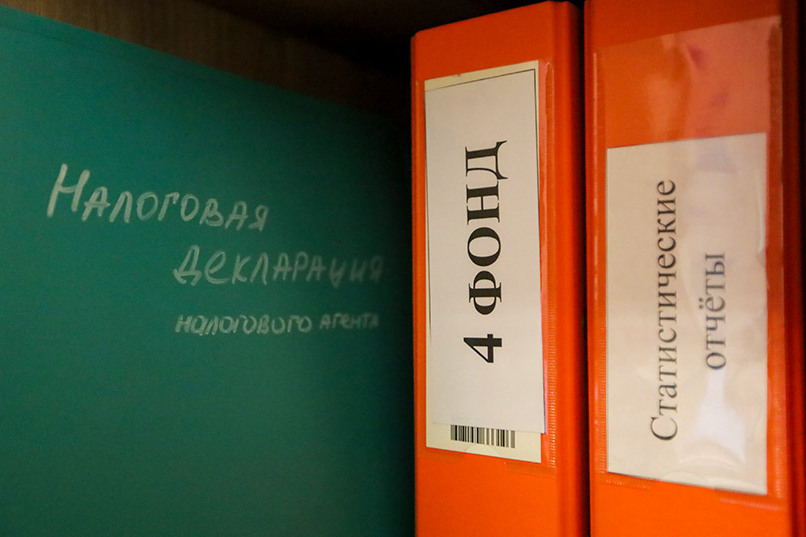 Налоговая
декларация
налогового агента
4 ФОНД
Статистические
отчёты